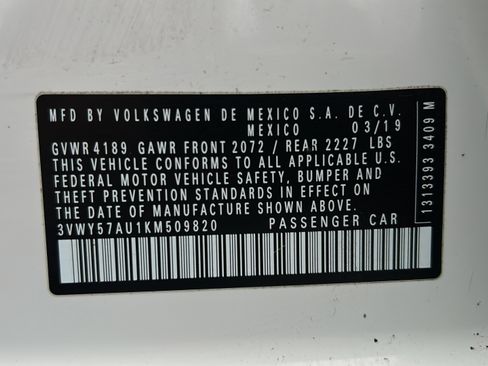 MFD BY VOLKSWAGEN DE MEXICO S.A. DE C.V.
MEXICO 03/19
GVWR 4189 GAWR FRONT 2072 / REAR 2227 LBS
THIS VEHICLE CONFORMS TO ALL APPLICABLE U.S.
FEDERAL MOTOR VEHICLE SAFETY, BUMPER AND
THEFT PREVENTION STANDARDS IN EFFECT ON
THE DATE OF MANUFACTURE SHOWN ABOVE.
3VWY57AU1KM509820 PASSENGER CAR
1313393 3409 M